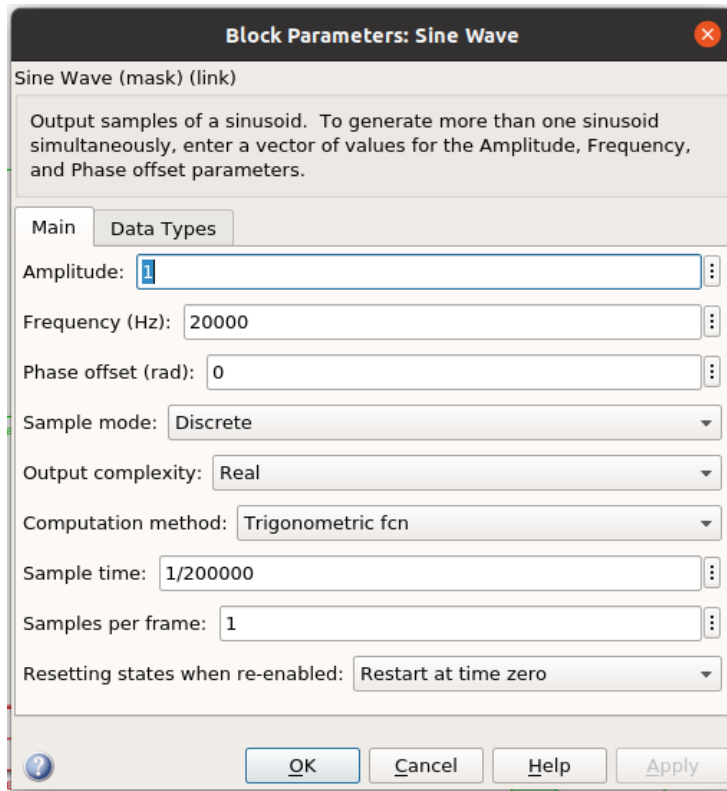 Block Parameters: Sine Wave
Sine Wave (mask) (link)
Output samples of a sinusoid. To generate more than one sinusoid
simultaneously, enter a vector of values for the Amplitude, Frequency,
and Phase offset parameters.
Main Data Types
Amplitude: 1
Frequency (Hz): 20000
Phase offset (rad): 0
Sample mode: Discrete
Output complexity: Real
Computation method: Trigonometric fcn
Sample time: 1/200000
Samples per frame: 1
Resetting states when re-enabled: Restart at time zero
? OK Cancel Help Apply